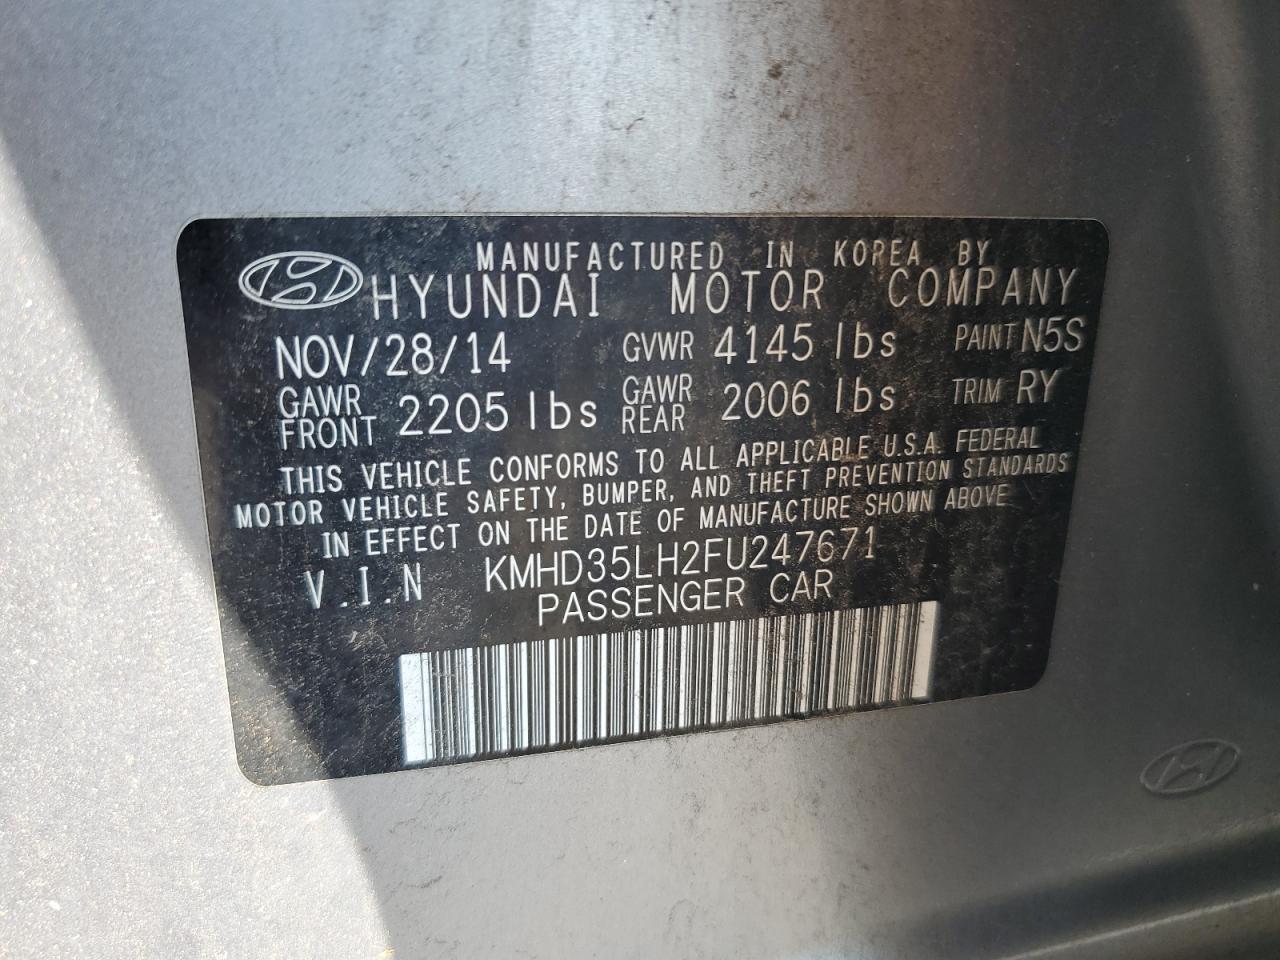 MANUFACTURED IN KOREA BY
HYUNDAI MOTOR COMPANY
NOV/28/14 GVWR 4145 lbs PAINT N5S
GAWR FRONT 2205 lbs GAWR REAR 2006 lbs TRIM RY
THIS VEHICLE CONFORMS TO ALL APPLICABLE U.S.A. FEDERAL
MOTOR VEHICLE SAFETY, BUMPER, AND THEFT PREVENTION STANDARDS
IN EFFECT ON THE DATE OF MANUFACTURE SHOWN ABOVE
V.I.N KMHD35LH2FU247671
PASSENGER CAR